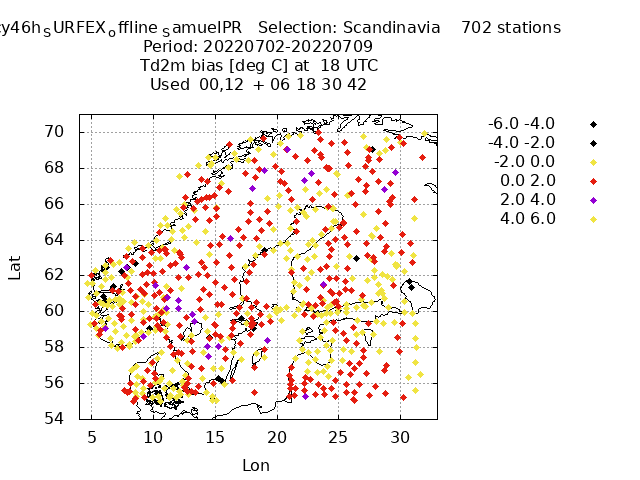 cy46h_SURFEX_offline_SamuelPR Selection: Scandinavia 702 stations
Period: 20220702-20220709
Td2m bias [deg C] at 18 UTC
Used 00,12 + 06 18 30 42
-6.0 -4.0
-4.0 -2.0
-2.0 0.0
0.0 2.0
2.0 4.0
4.0 6.0
70
68
66
64
62
60
58
56
54
Lat
5 10 15 20 25 30
Lon